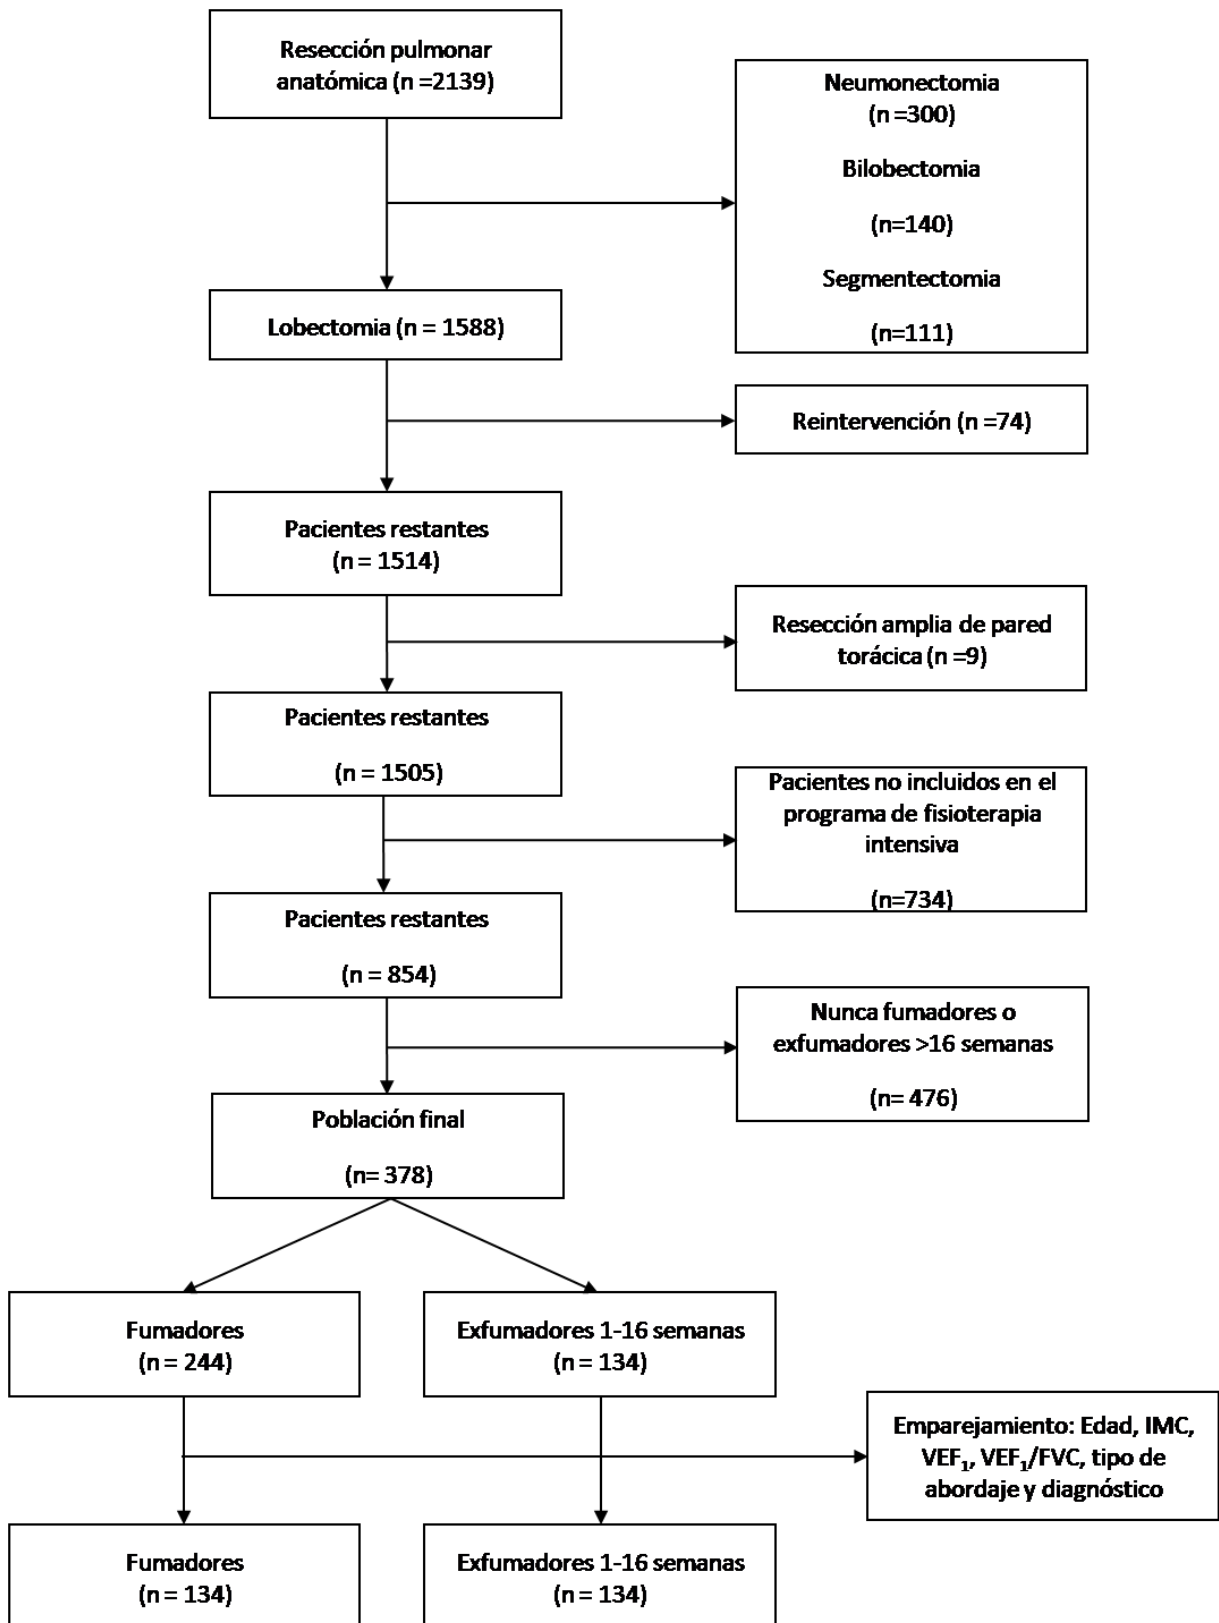 Resección pulmonar
anatómica (n =2139)
Neumonectomia
(n =300)
Bilobectomia
(n=140)
Segmentectomia
(n=111)
Lobectomia (n = 1588)
Reintervención (n =74)
Pacientes restantes
(n = 1514)
Resección amplia de pared
torácica (n =9)
Pacientes restantes
(n = 1505)
Pacientes no incluidos en el
programa de fisioterapia
intensiva
(n=734)
Pacientes restantes
(n = 854)
Nunca fumadores o
exfumadores >16 semanas
(n= 476)
Población final
(n= 378)
Fumadores
(n = 244)
Exfumadores 1-16 semanas
(n = 134)
Emparejamiento: Edad, IMC,
VEF₁, VEF₁/FVC, tipo de
abordaje y diagnóstico
Fumadores
(n = 134)
Exfumadores 1-16 semanas
(n = 134)